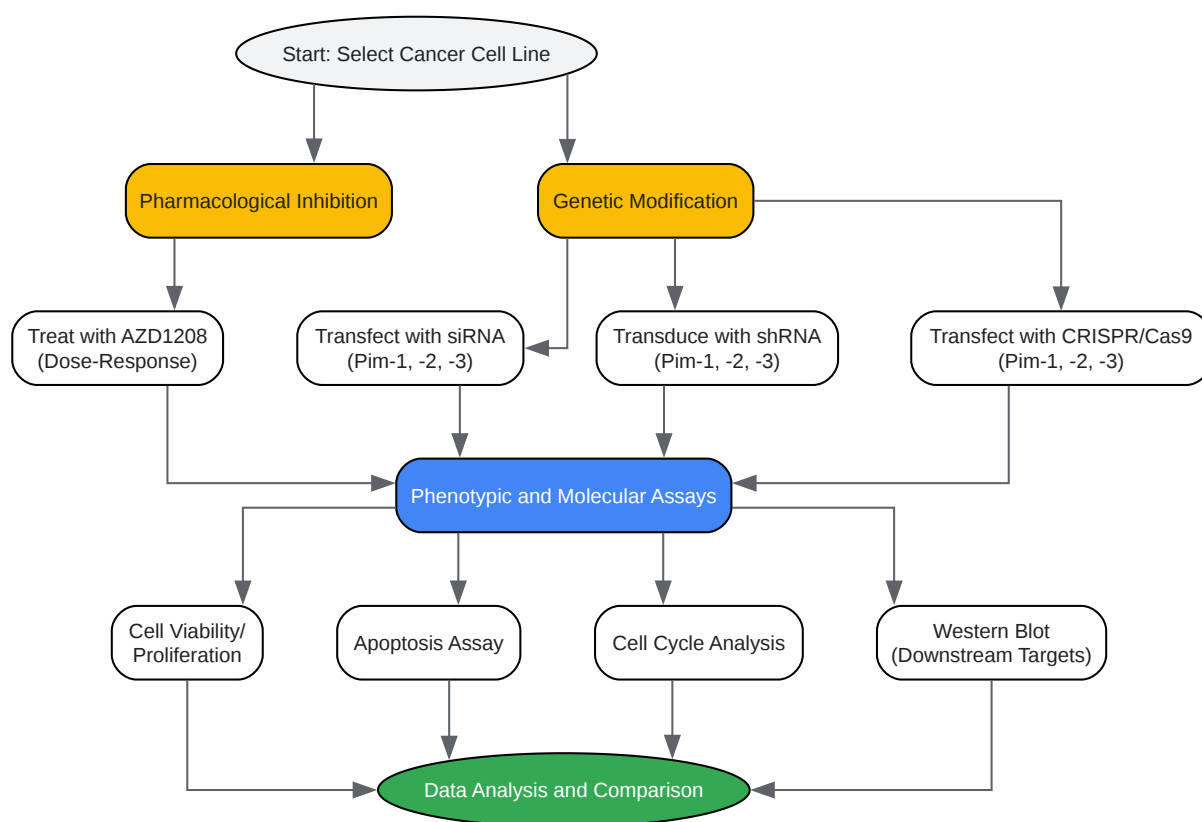 Start: Select Cancer Cell Line
Pharmacological Inhibition
Genetic Modification
Treat with AZD1208
(Dose-Response)
Transfect with siRNA
(Pim-1, -2, -3)
Transduce with shRNA
(Pim-1, -2, -3)
Transfect with CRISPR/Cas9
(Pim-1, -2, -3)
Phenotypic and Molecular Assays
Cell Viability/
Proliferation
Apoptosis Assay
Cell Cycle Analysis
Western Blot
(Downstream Targets)
Data Analysis and Comparison